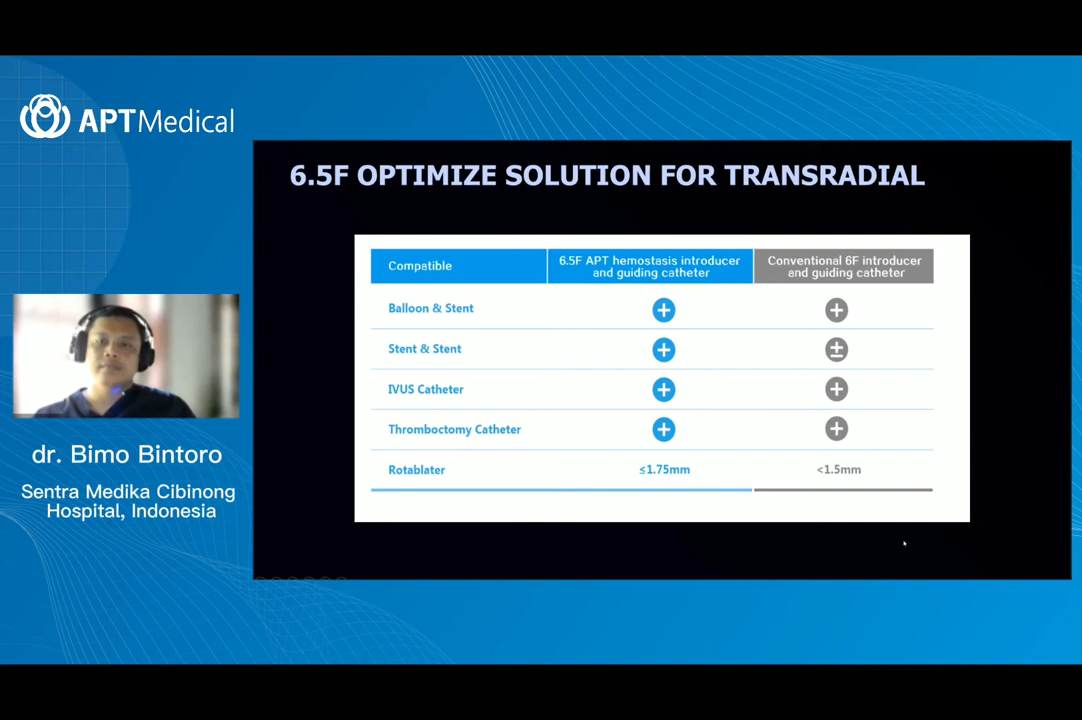 APTMedical
6.5F OPTIMIZE SOLUTION FOR TRANSRADIAL
Compatible
6.5F APT hemostasis introducer
and guiding catheter
Conventional 6F introducer
and guiding catheter
Balloon & Stent + +
Stent & Stent + ±
IVUS Catheter + +
Thromboctomy Catheter + +
Rotablater ≤1.75mm <1.5mm
dr. Bimo Bintoro
Sentra Medika Cibinong
Hospital, Indonesia